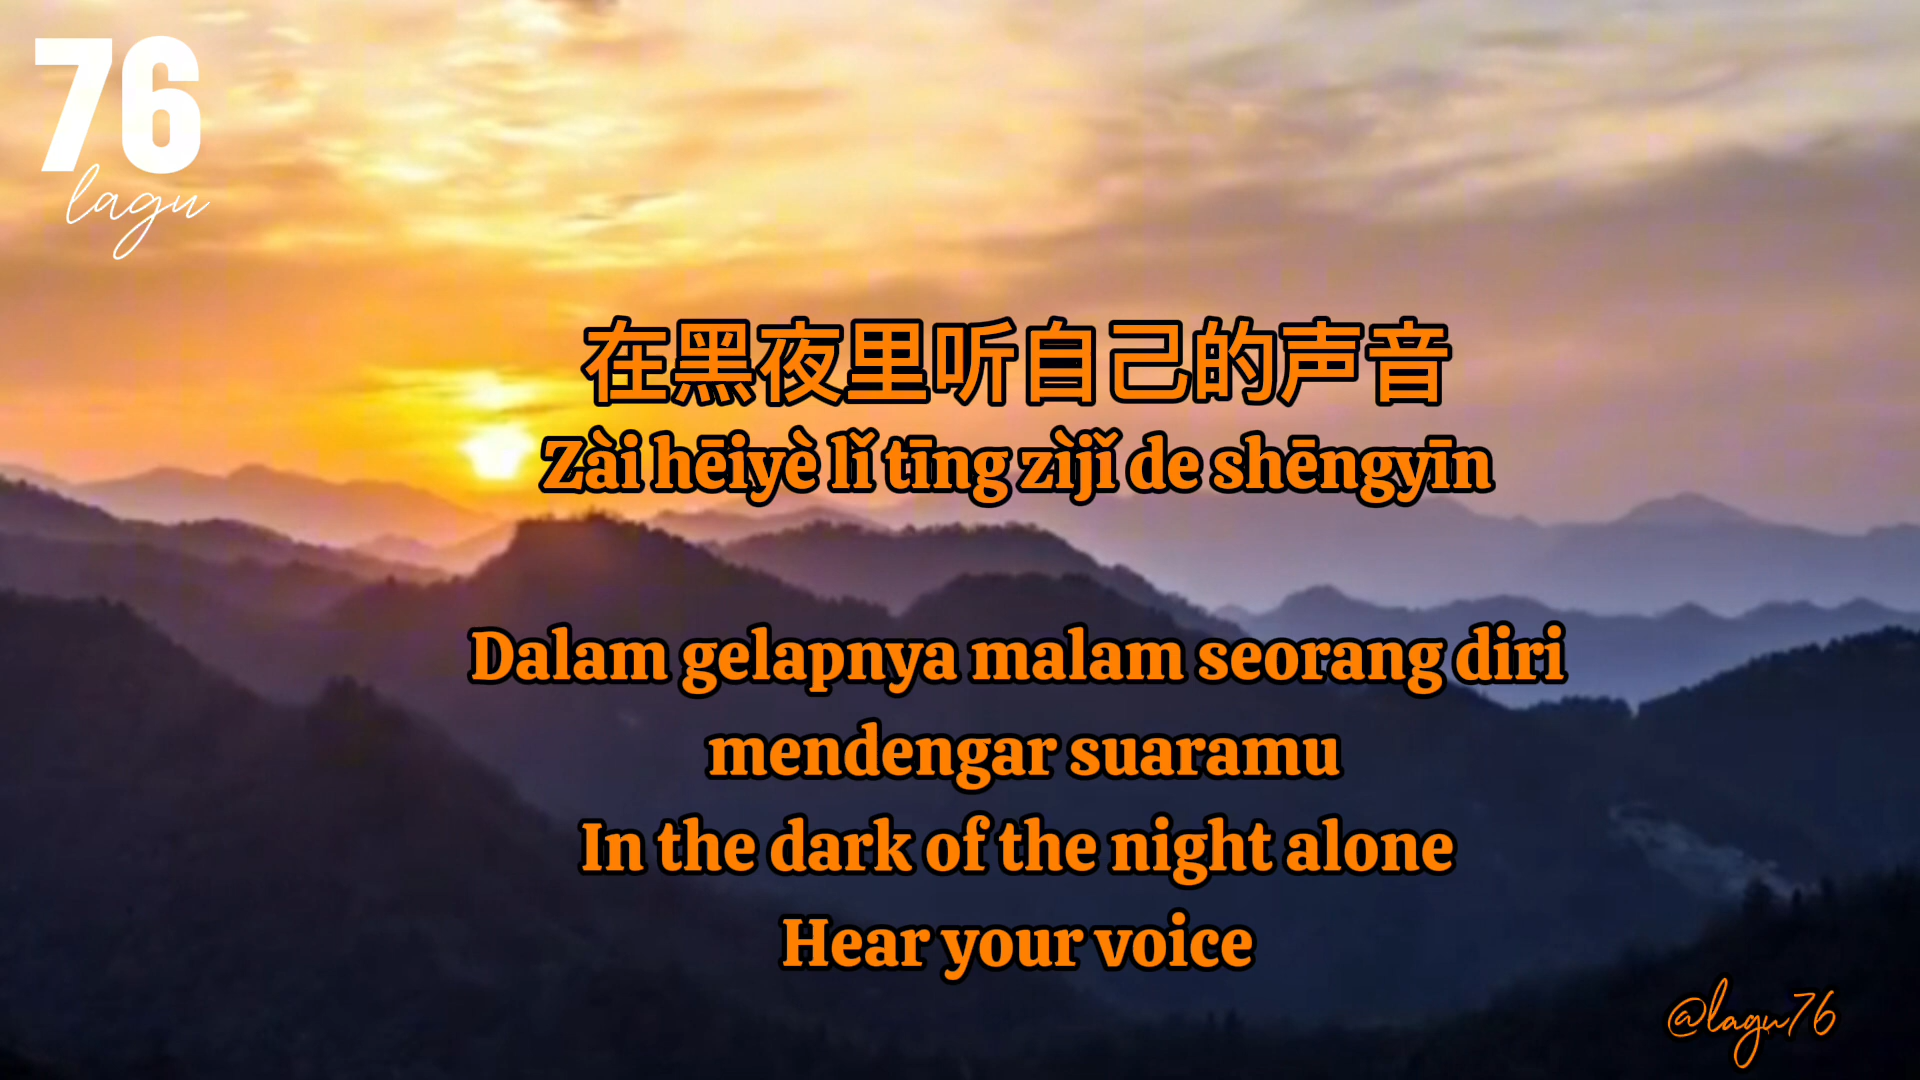 76
lagu
在黑夜里听自己的声音
Zài hēiyè lǐ tīng zìjǐ de shēngyīn
Dalam gelapnya malam seorang diri
mendengar suaramu
In the dark of the night alone
Hear your voice
@lagu76